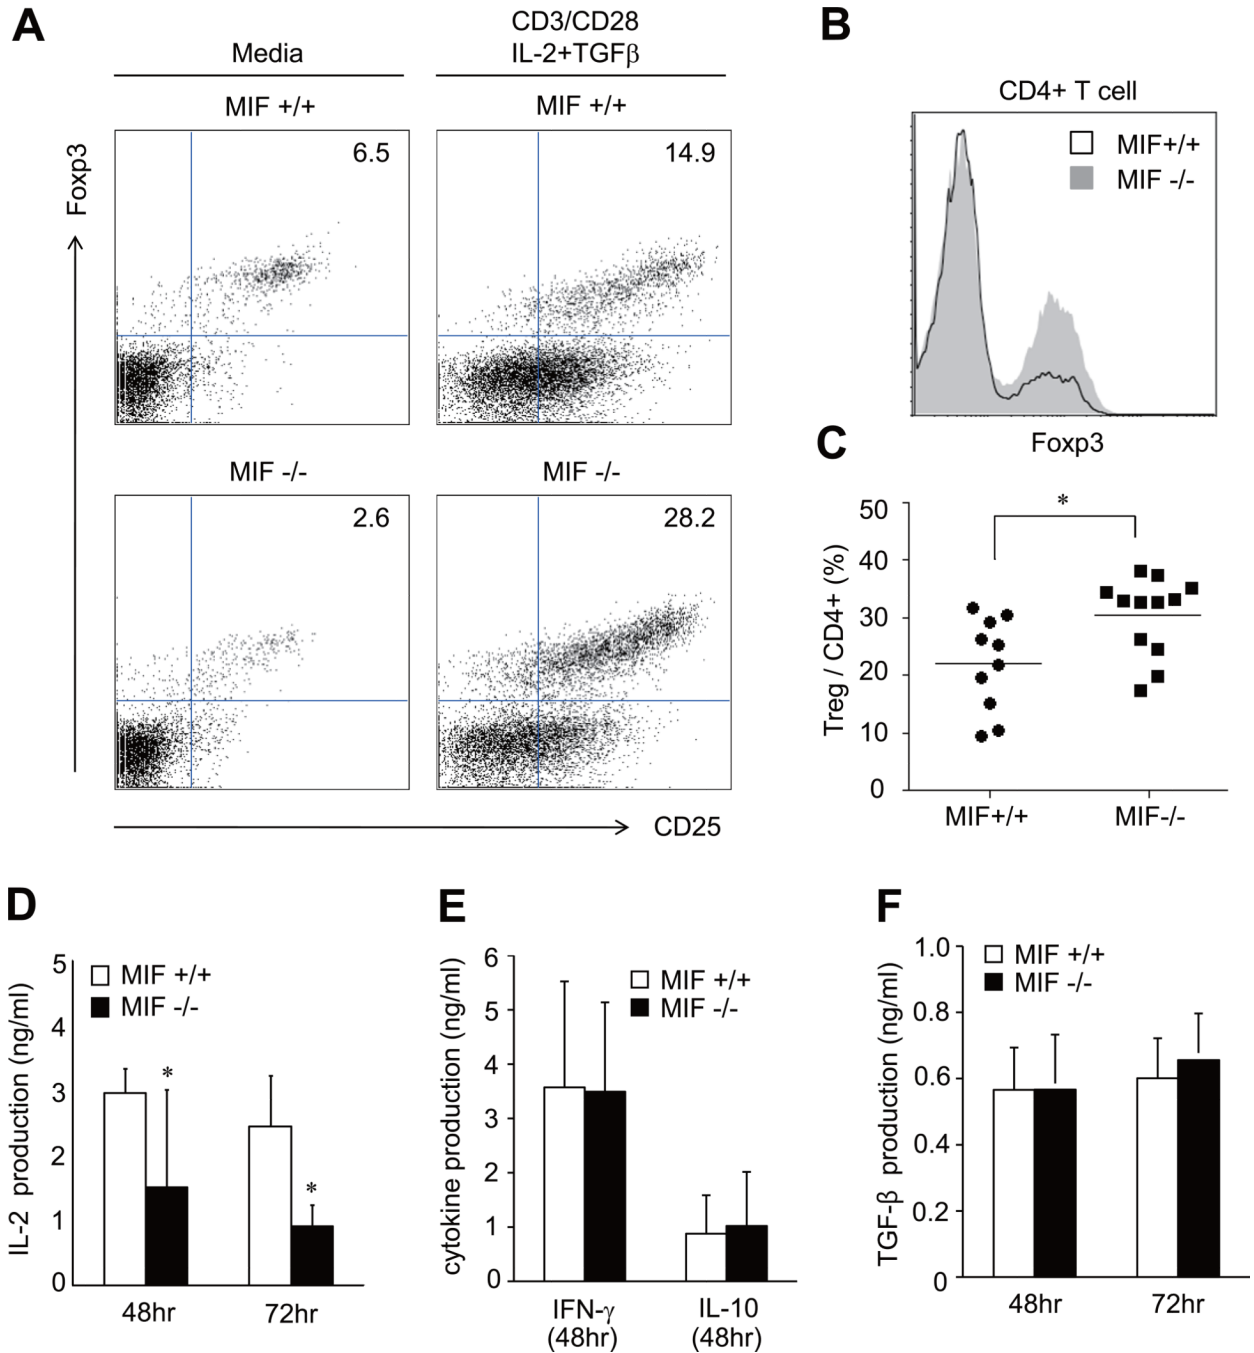 A
Media
CD3/CD28
IL-2+TGFβ
MIF +/+
MIF +/+
Foxp3
6.5
14.9
MIF -/-
MIF -/-
2.6
28.2
CD25
B
CD4+ T cell
MIF+/+
MIF -/-
Foxp3
C
Treg / CD4+ (%)
50
40
30
20
10
0
*
MIF+/+
MIF-/-
D
IL-2 production (ng/ml)
5
4
3
2
1
0
MIF +/+
MIF -/-
*
*
48hr
72hr
E
cytokine production (ng/ml)
6
5
4
3
2
1
0
MIF +/+
MIF -/-
IFN-γ
(48hr)
IL-10
(48hr)
F
TGF-β production (ng/ml)
1.0
0.8
0.6
0.4
0.2
0
MIF +/+
MIF -/-
48hr
72hr